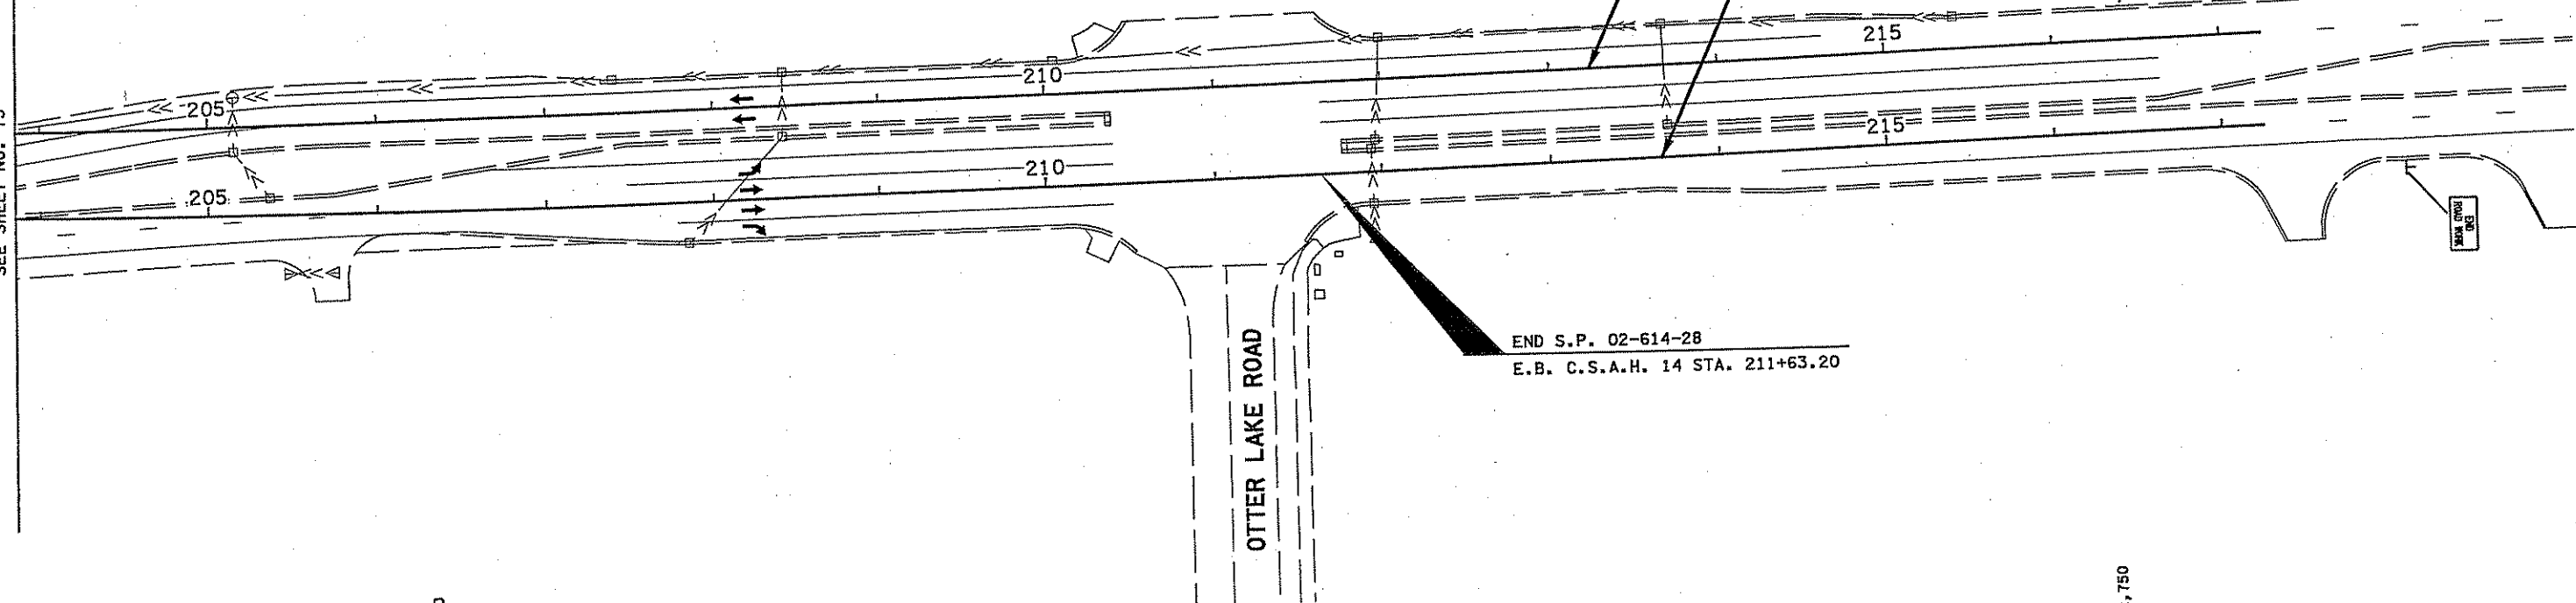 215
210
205
215
210
205
END
ROAD WORK
END S.P. 02-614-28
E.B. C.S.A.H. 14 STA. 211+63.20
OTTER LAKE ROAD